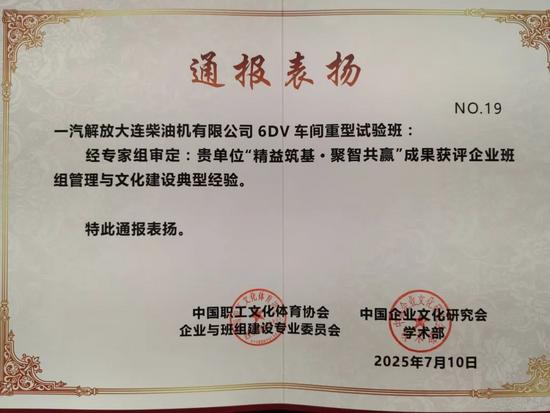 通报表扬
NO.19
一汽解放大连柴油机有限公司 6DV 车间重型试验班：
经专家组审定：贵单位“精益筑基·聚智共赢”成果获评企业班
组管理与文化建设典型经验。
特此通报表扬。
中国职工文化体育协会
企业与班组建设专业委员会
中国企业文化研究会
学术部
2025年7月10日